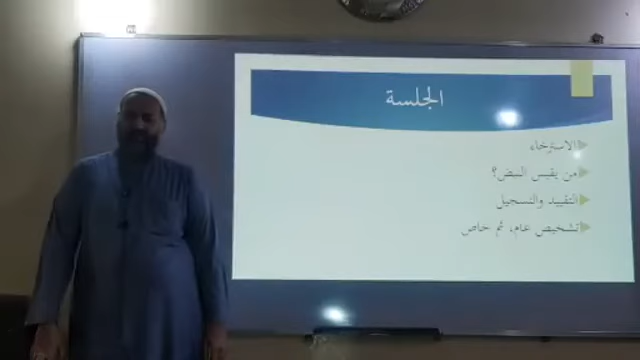 الجلسة
الاسترخاء
من يقيس النبض؟
التقييد والتسجيل
تشخيص عام، ثم خاص